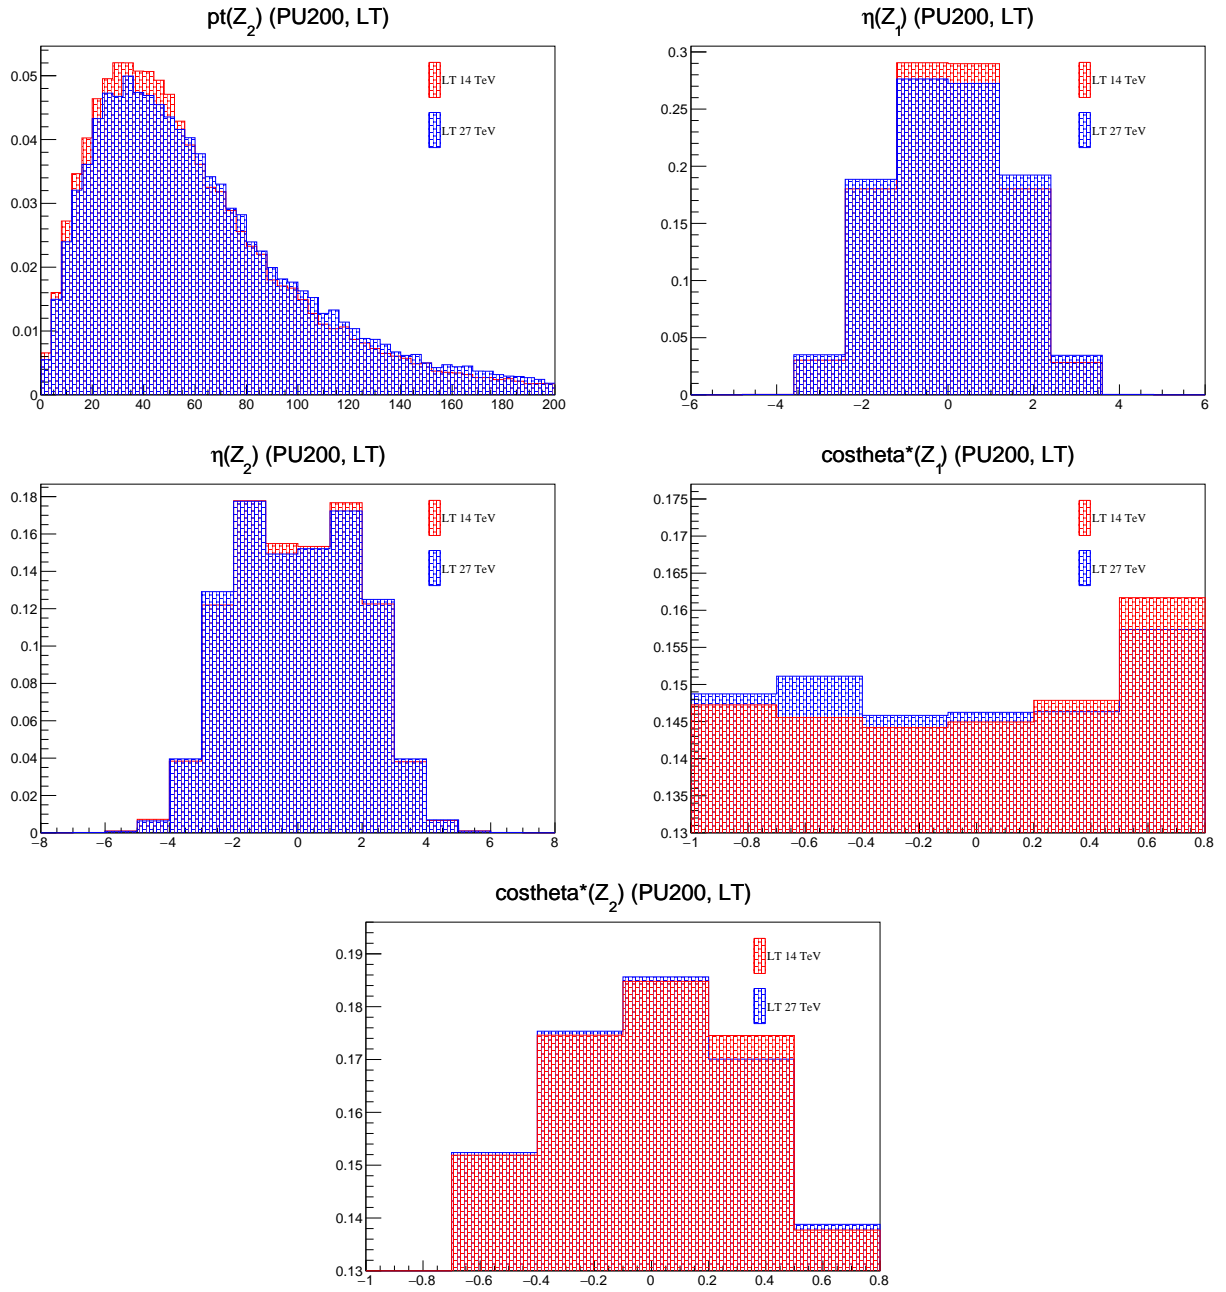 pt(Z2) (PU200, LT)
LT 14 TeV
LT 27 TeV
0.05
0.04
0.03
0.02
0.01
0
0 20 40 60 80 100 120 140 160 180 200
η(Z1) (PU200, LT)
LT 14 TeV
LT 27 TeV
0.3
0.25
0.2
0.15
0.1
0.05
0
−6 −4 −2 0 2 4 6
η(Z2) (PU200, LT)
LT 14 TeV
LT 27 TeV
0.18
0.16
0.14
0.12
0.1
0.08
0.06
0.04
0.02
0
−8 −6 −4 −2 0 2 4 6 8
costheta*(Z1) (PU200, LT)
LT 14 TeV
LT 27 TeV
0.175
0.17
0.165
0.16
0.155
0.15
0.145
0.14
0.135
0.13
−1 −0.8 −0.6 −0.4 −0.2 0 0.2 0.4 0.6 0.8
costheta*(Z2) (PU200, LT)
LT 14 TeV
LT 27 TeV
0.19
0.18
0.17
0.16
0.15
0.14
0.13
−1 −0.8 −0.6 −0.4 −0.2 0 0.2 0.4 0.6 0.8